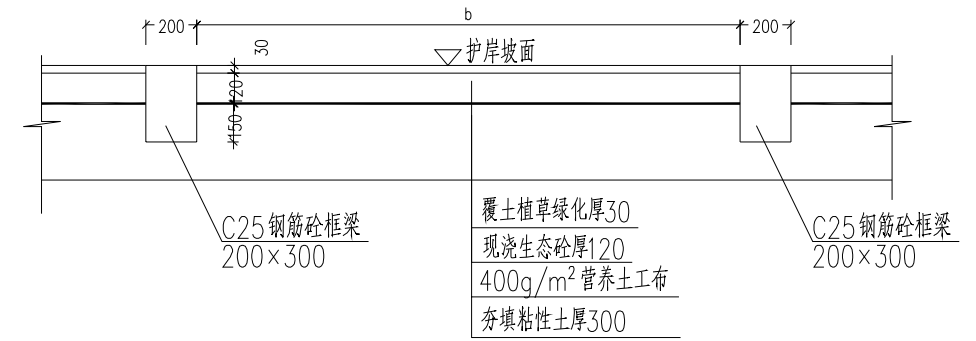 200
b
200
30
护岸坡面
120
150
C25钢筋砼框梁
200×300
覆土植草绿化厚30
现浇生态砼厚120
400g/m²营养土工布
夯填粘性土厚300
C25钢筋砼框梁
200×300